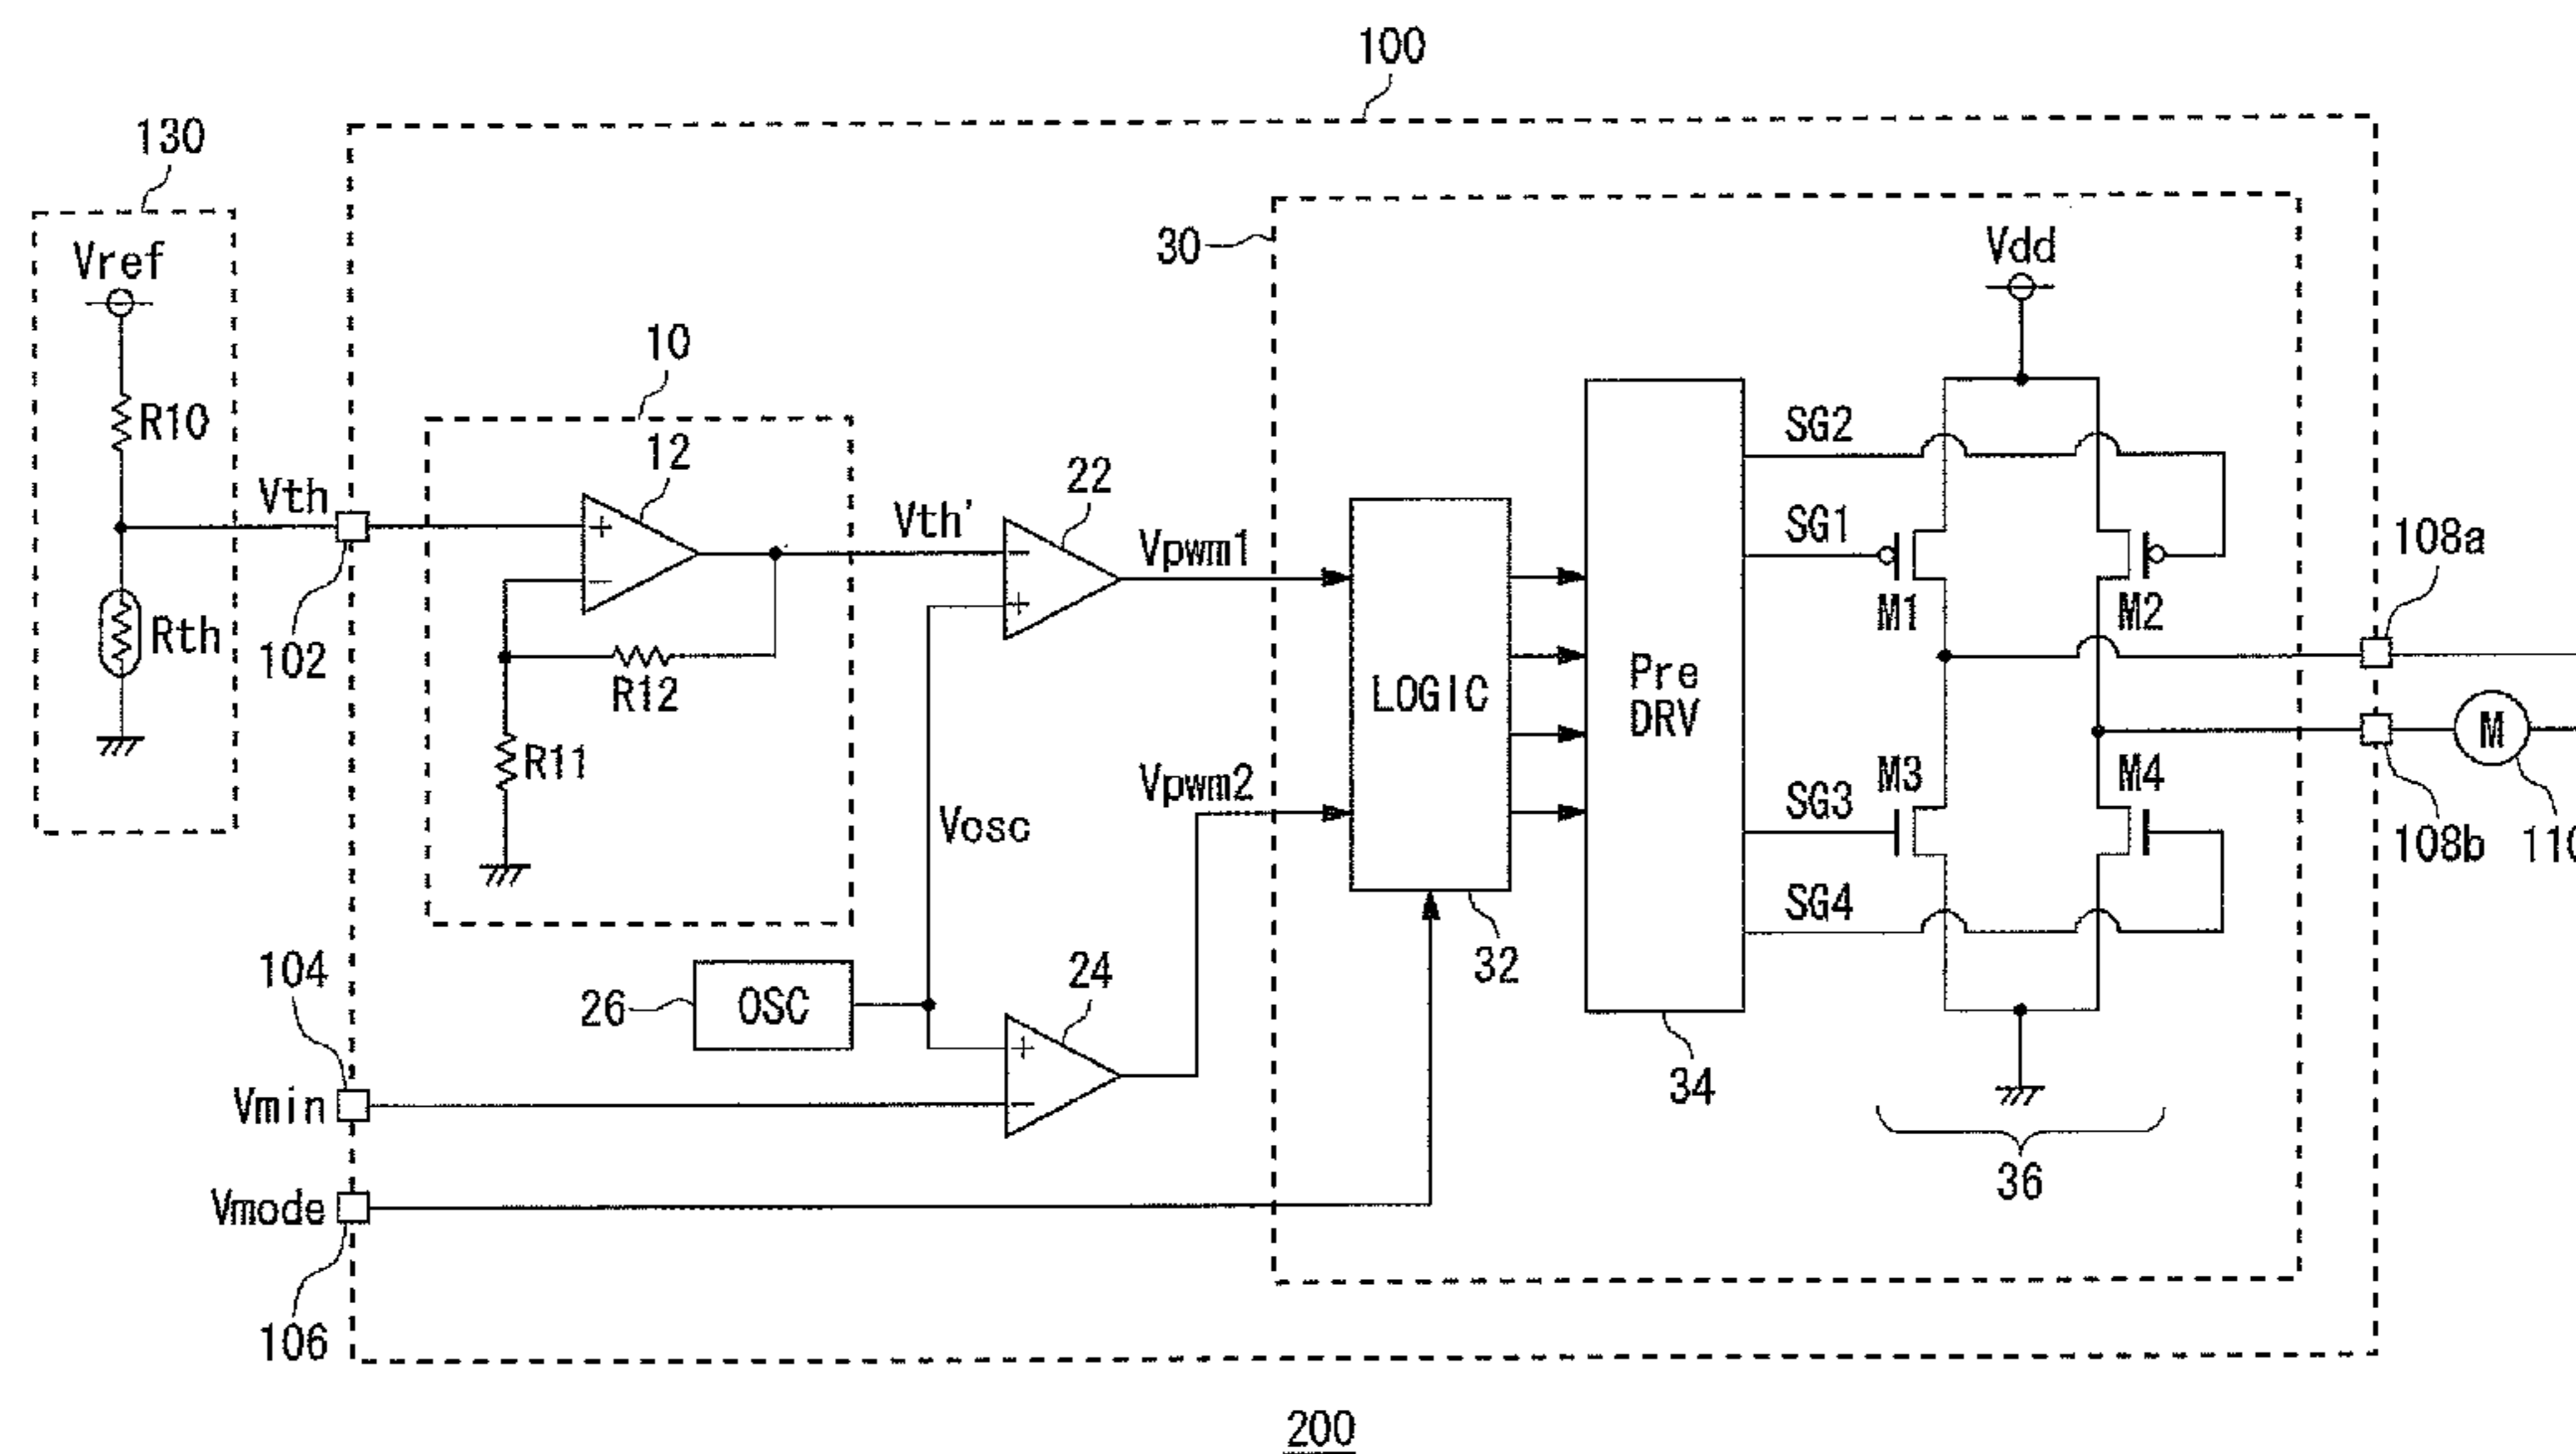 100
130
Vref
30
Vdd
10
R10
12
SG2
Vth
Vth'
22
Vpwm1
SG1
108a
+
−
−
+
M1
M2
Rth
102
R12
LOGIC
Pre
DRV
M
R11
Vpwm2
M3
M4
SG3
Vosc
108b
SG4
104
26
OSC
24
32
+
−
34
Vmin
Vmode
36
106
200